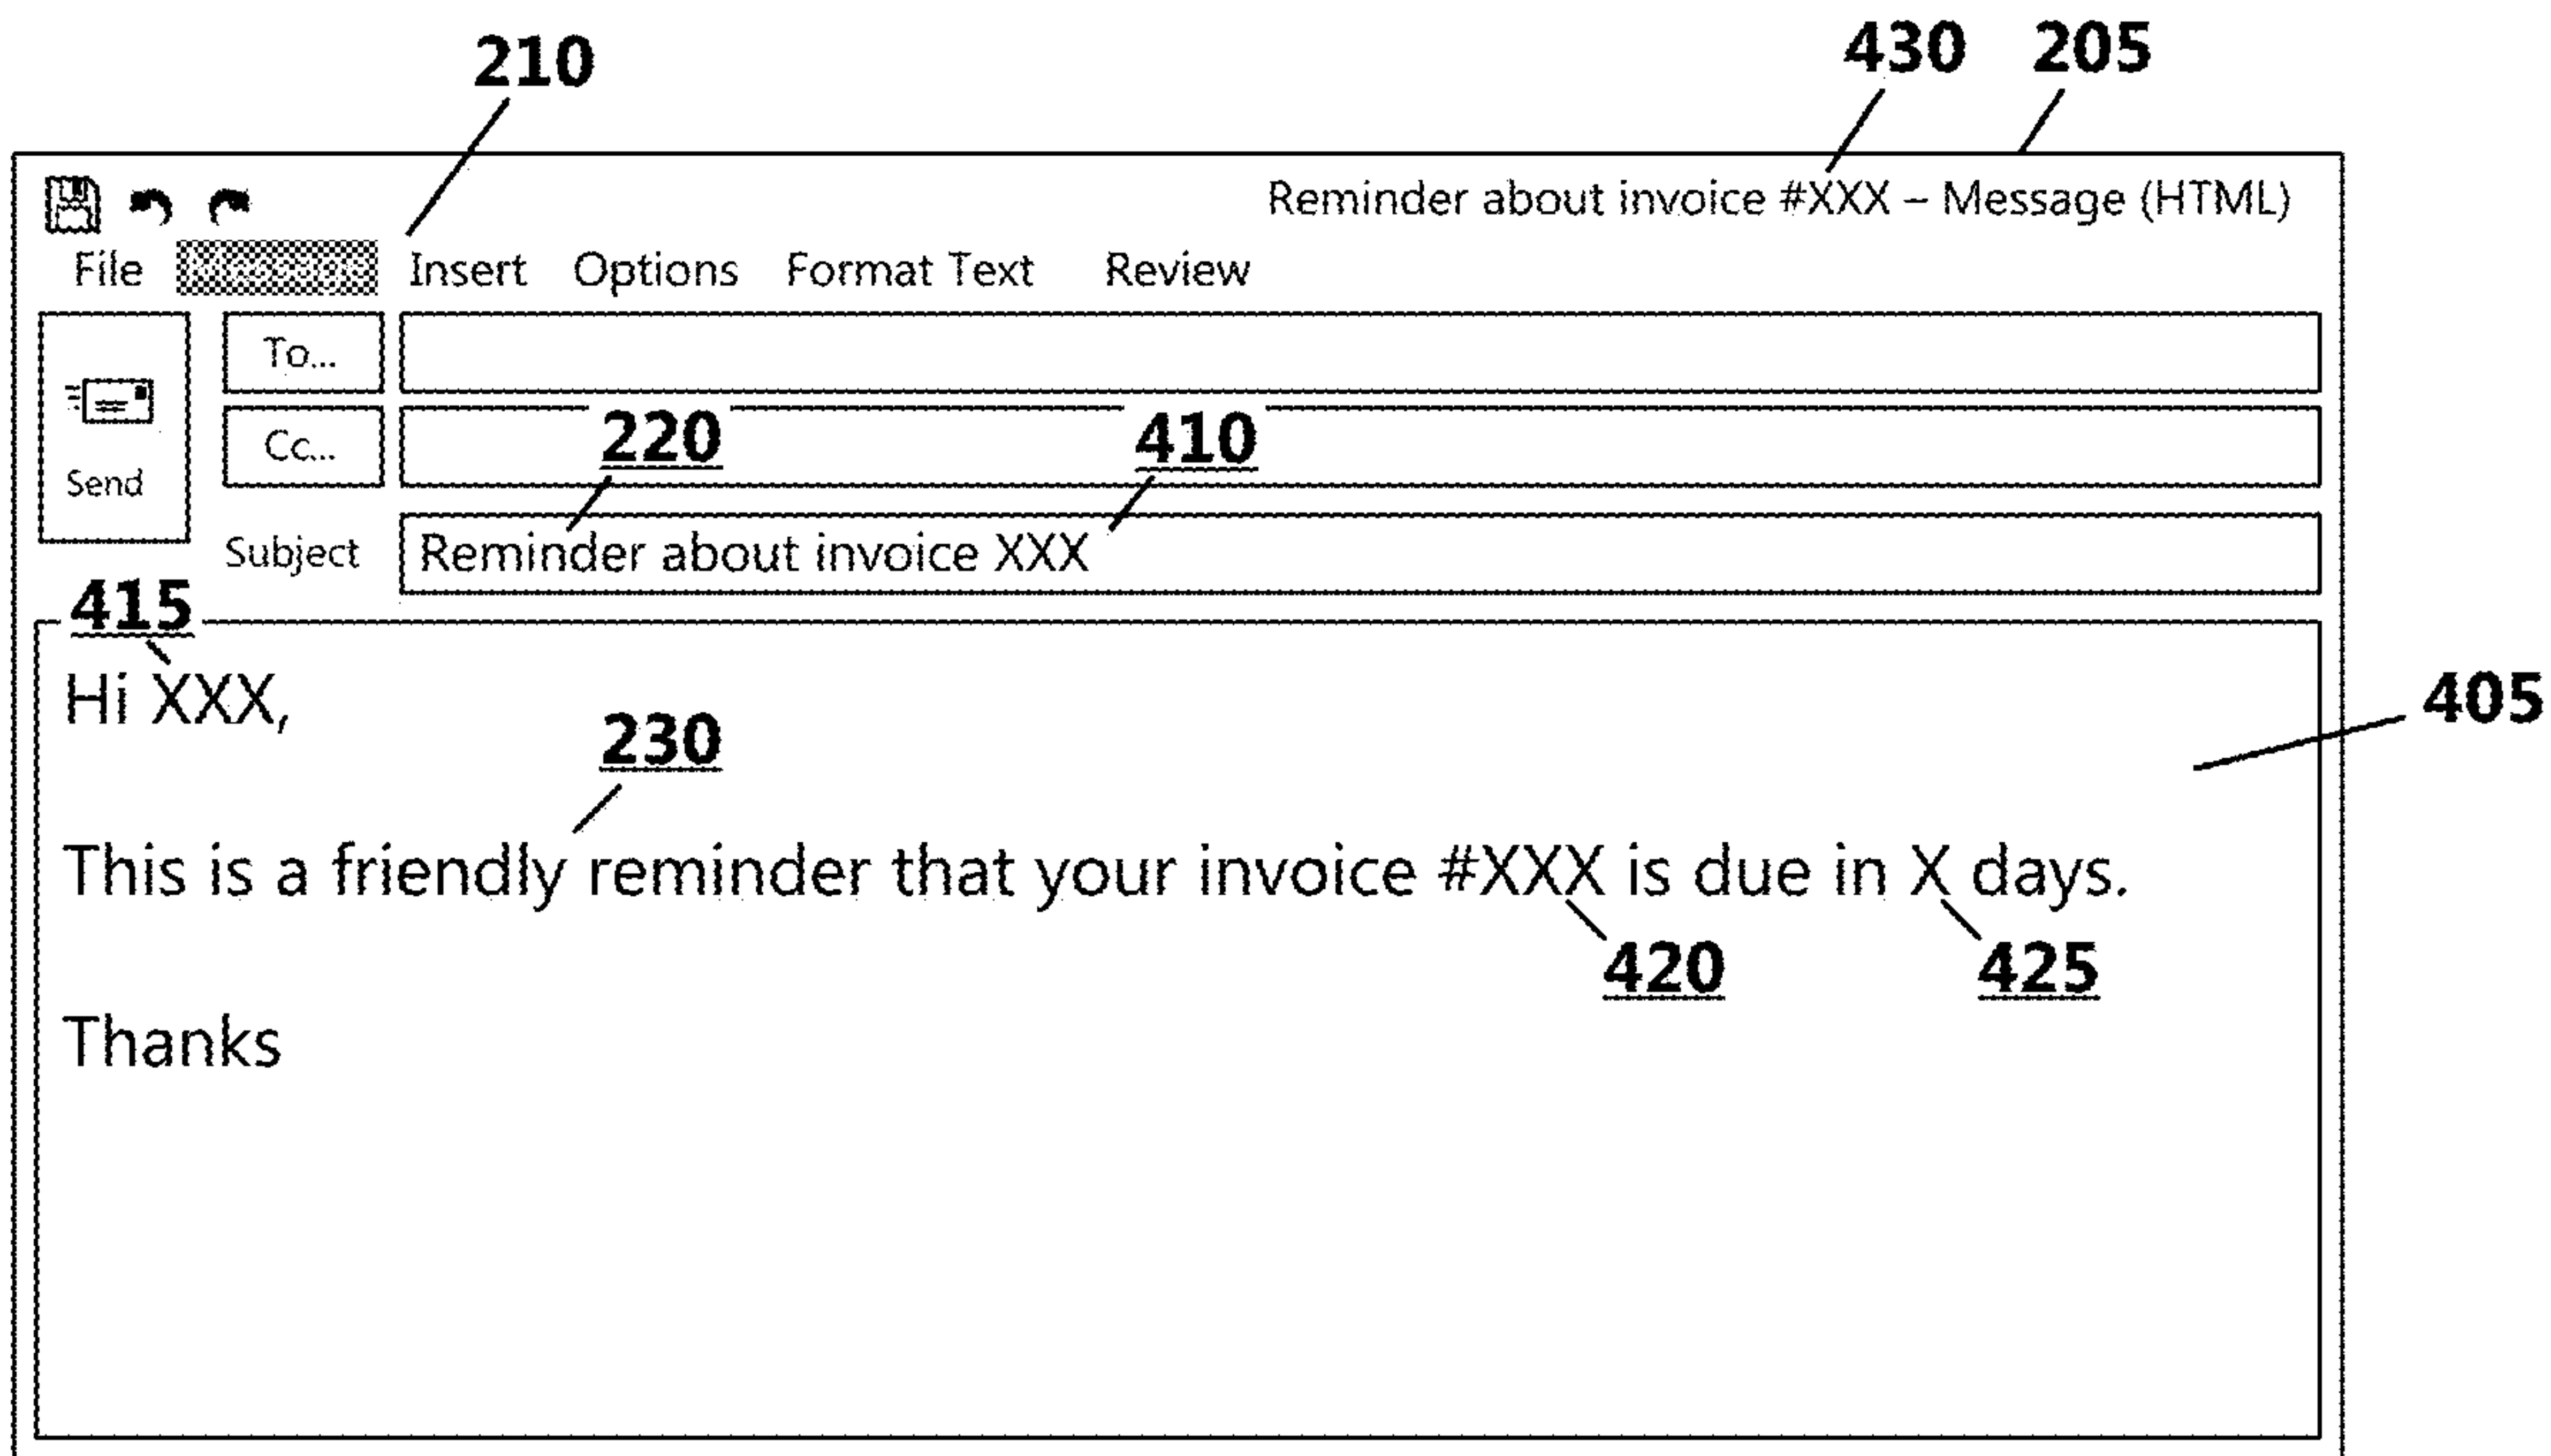 210
430 205
Reminder about invoice #XXX – Message (HTML)
File Message Insert Options Format Text Review
To...
Cc...
Send
220 410
Subject Reminder about invoice XXX
415
Hi XXX,
405
230
This is a friendly reminder that your invoice #XXX is due in X days.
420 425
Thanks